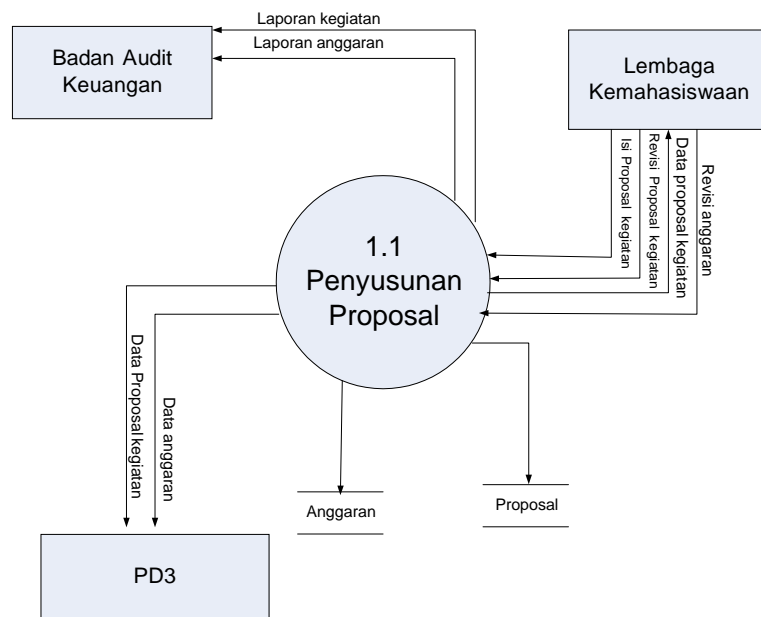 Laporan kegiatan
Laporan anggaran
Badan Audit
Keuangan
Lembaga
Kemahasiswaan
Isi Proposal kegiatan
Revisi Proposal kegiatan
Data proposal kegiatan
Revisi anggaran
1.1
Penyusunan
Proposal
Data Proposal kegiatan
Data anggaran
Anggaran
Proposal
PD3